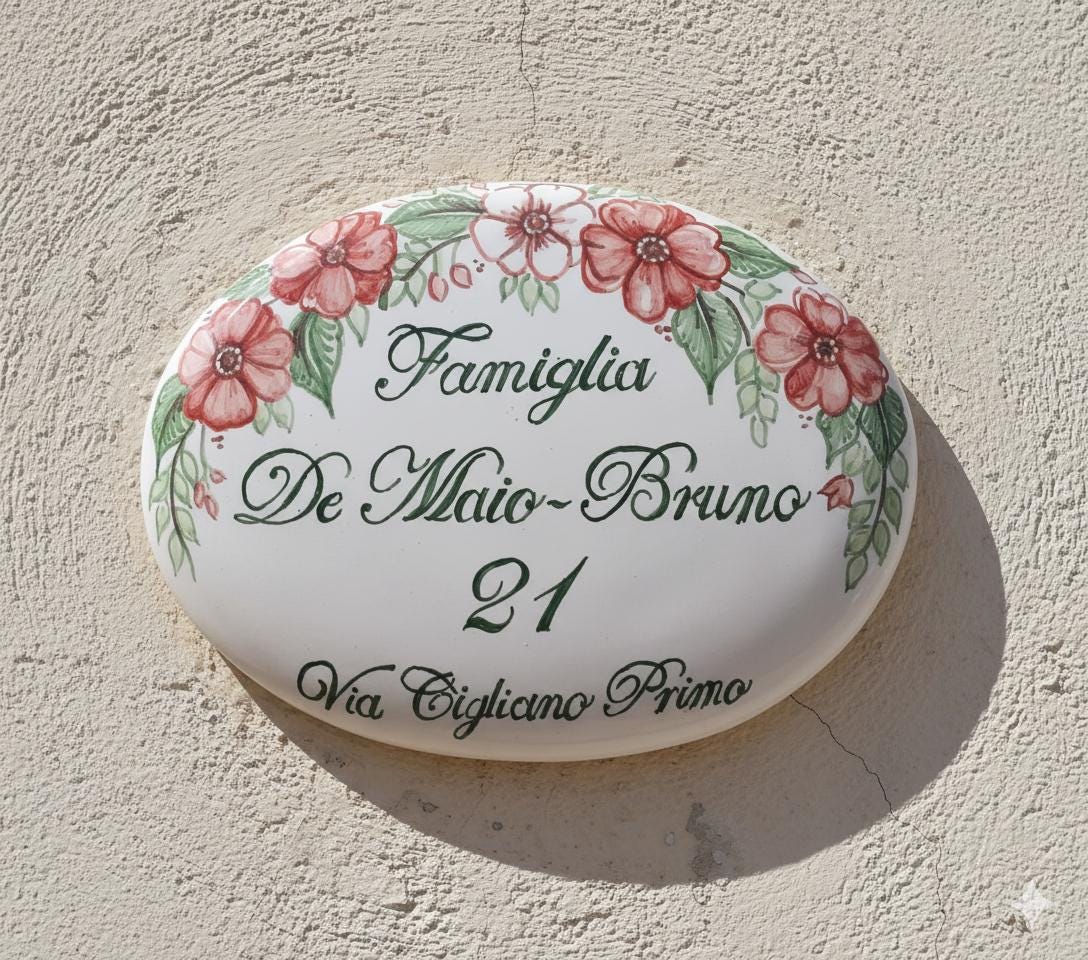 Famiglia
De Maio~Bruno
21
Via Cigliano Primo